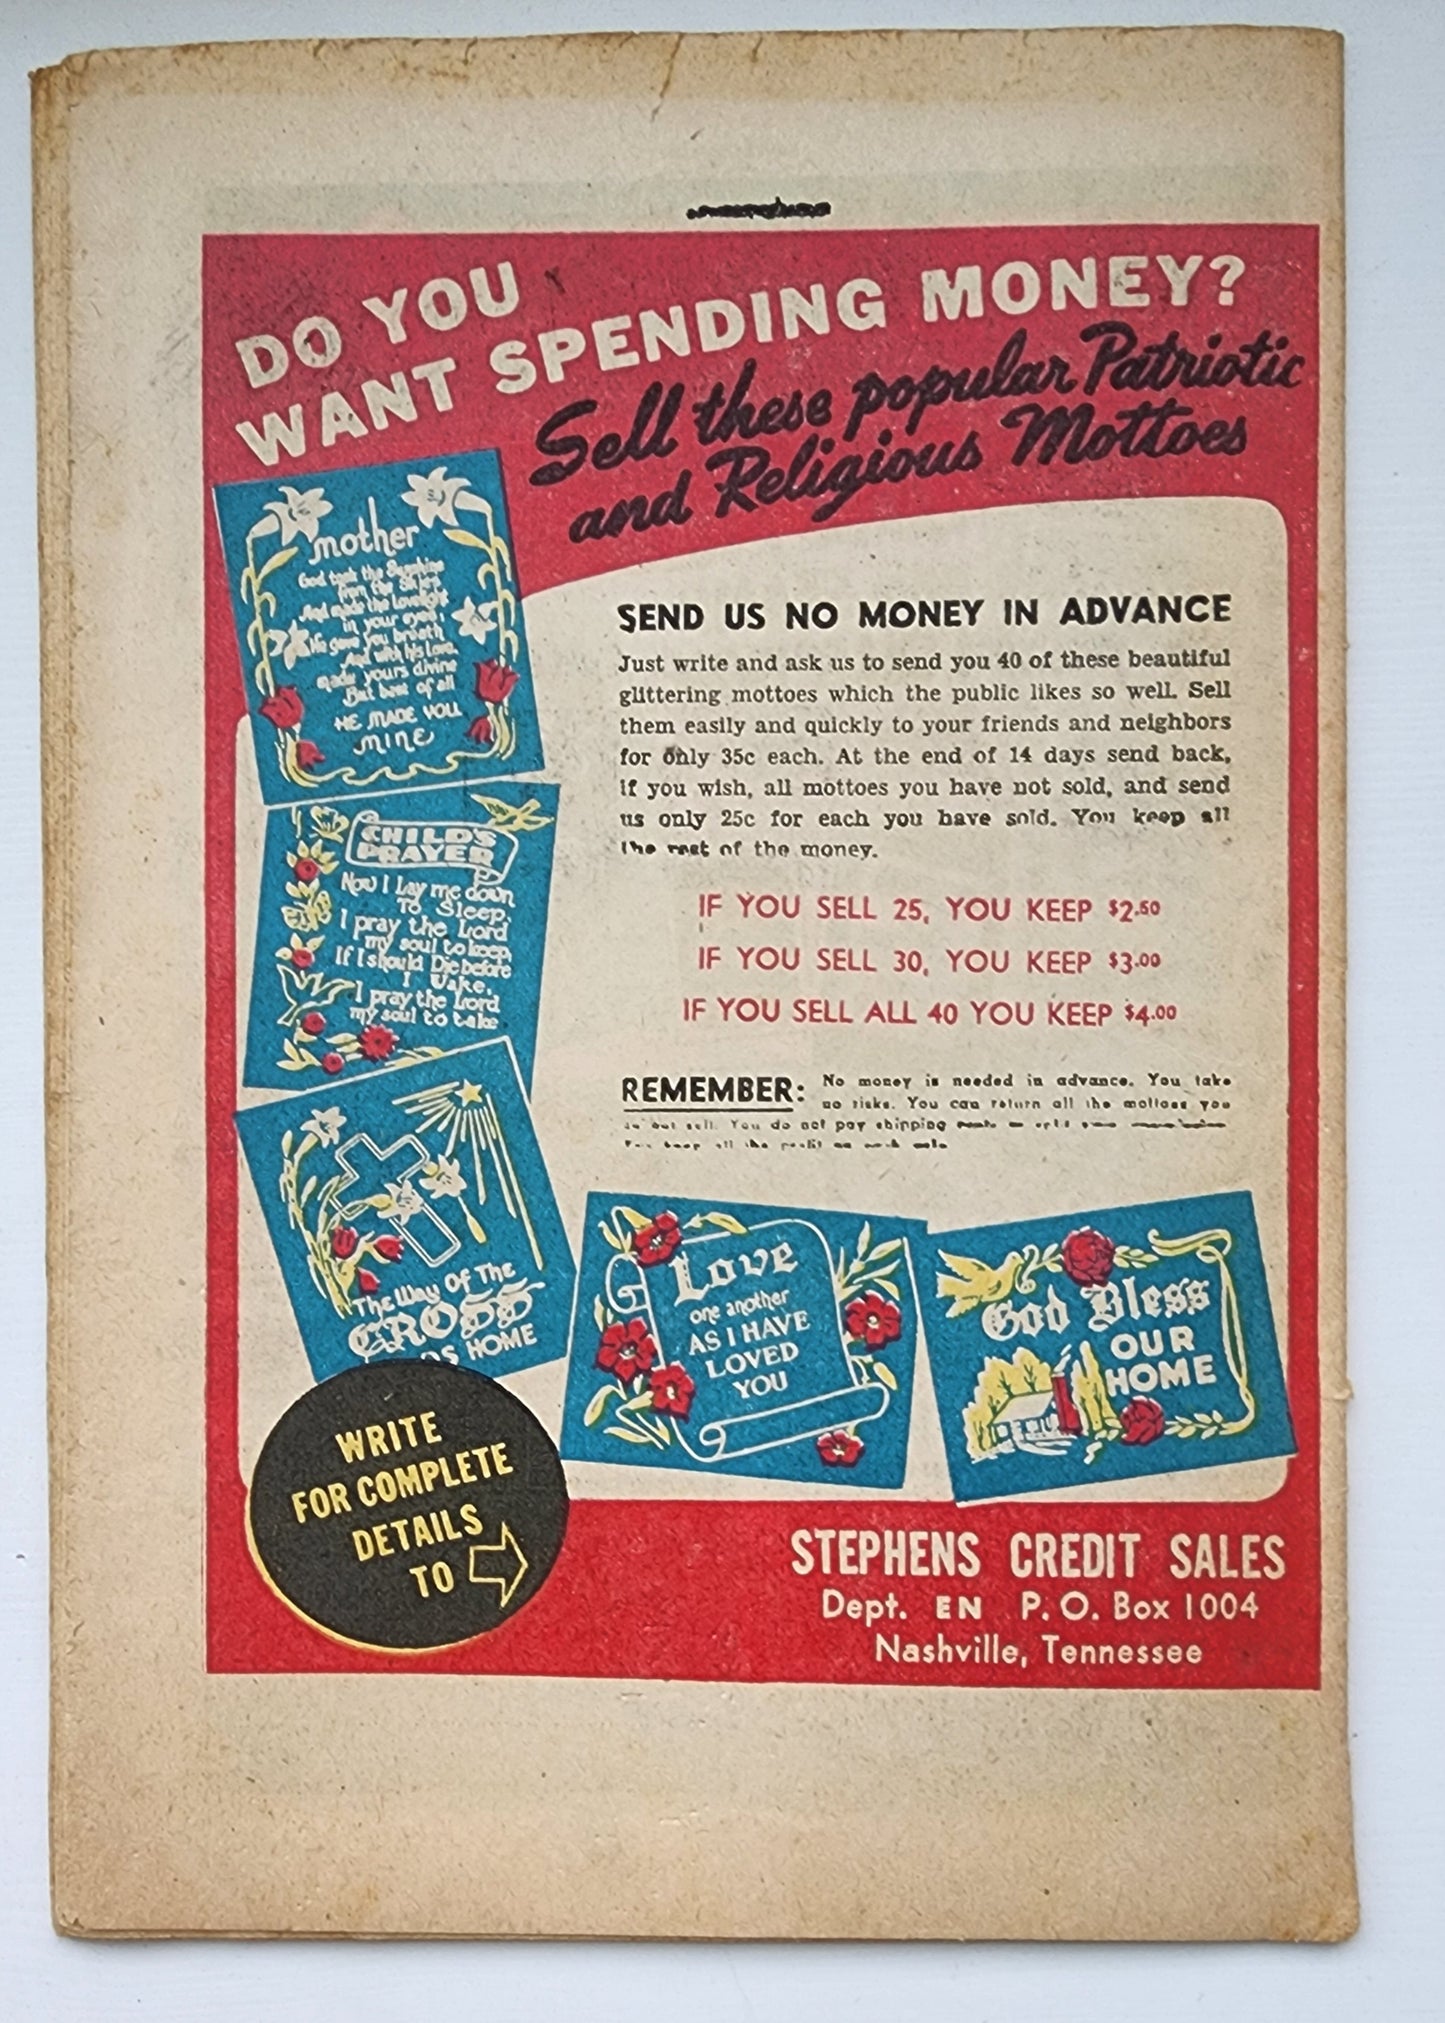 DO YOU
WANT SPENDING MONEY?
Sell these popular Patriotic
and Religious Mottoes
mother
God took the Sunshine
from the Skies
And made the Lovelight
in your eyes,
He gave you breath
And with his Love,
made yours divine
But best of all
HE MADE YOU
MINE
CHILD'S
PRAYER
Now I Lay me down
To Sleep,
I pray the Lord
my soul to keep,
If I should Die before
I Wake,
I pray the Lord
my soul to take
The Way Of The
CROSS
HOME
SEND US NO MONEY IN ADVANCE
Just write and ask us to send you 40 of these beautiful
glittering mottoes which the public likes so well. Sell
them easily and quickly to your friends and neighbors
for only 35c each. At the end of 14 days send back,
if you wish, all mottoes you have not sold, and send
us only 25c for each you have sold. You keep all
the rest of the money.
IF YOU SELL 25, YOU KEEP $2.50
IF YOU SELL 30, YOU KEEP $3.00
IF YOU SELL ALL 40 YOU KEEP $4.00
REMEMBER: No money is needed in advance. You take
no risks. You can return all the mottoes you
sell. You do not pay shipping
all the profit
Love
one another
AS I HAVE
LOVED
YOU
God Bless
OUR
HOME
WRITE
FOR COMPLETE
DETAILS
TO
STEPHENS CREDIT SALES
Dept. EN P. O. Box 1004
Nashville, Tennessee